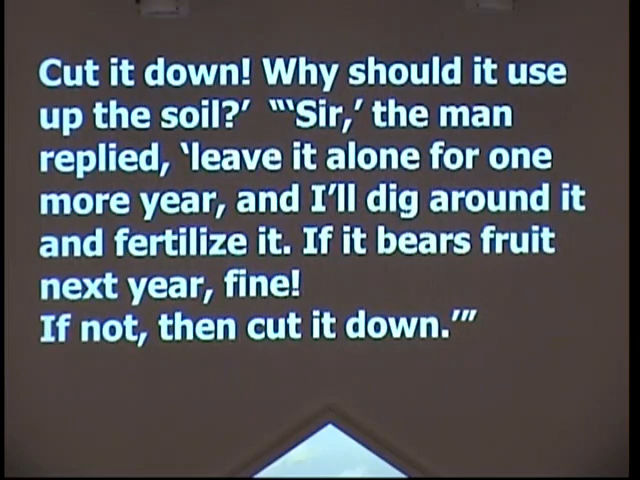 Cut it down! Why should it use
up the soil?’ “‘Sir,’ the man
replied, ‘leave it alone for one
more year, and I’ll dig around it
and fertilize it. If it bears fruit
next year, fine!
If not, then cut it down.’”